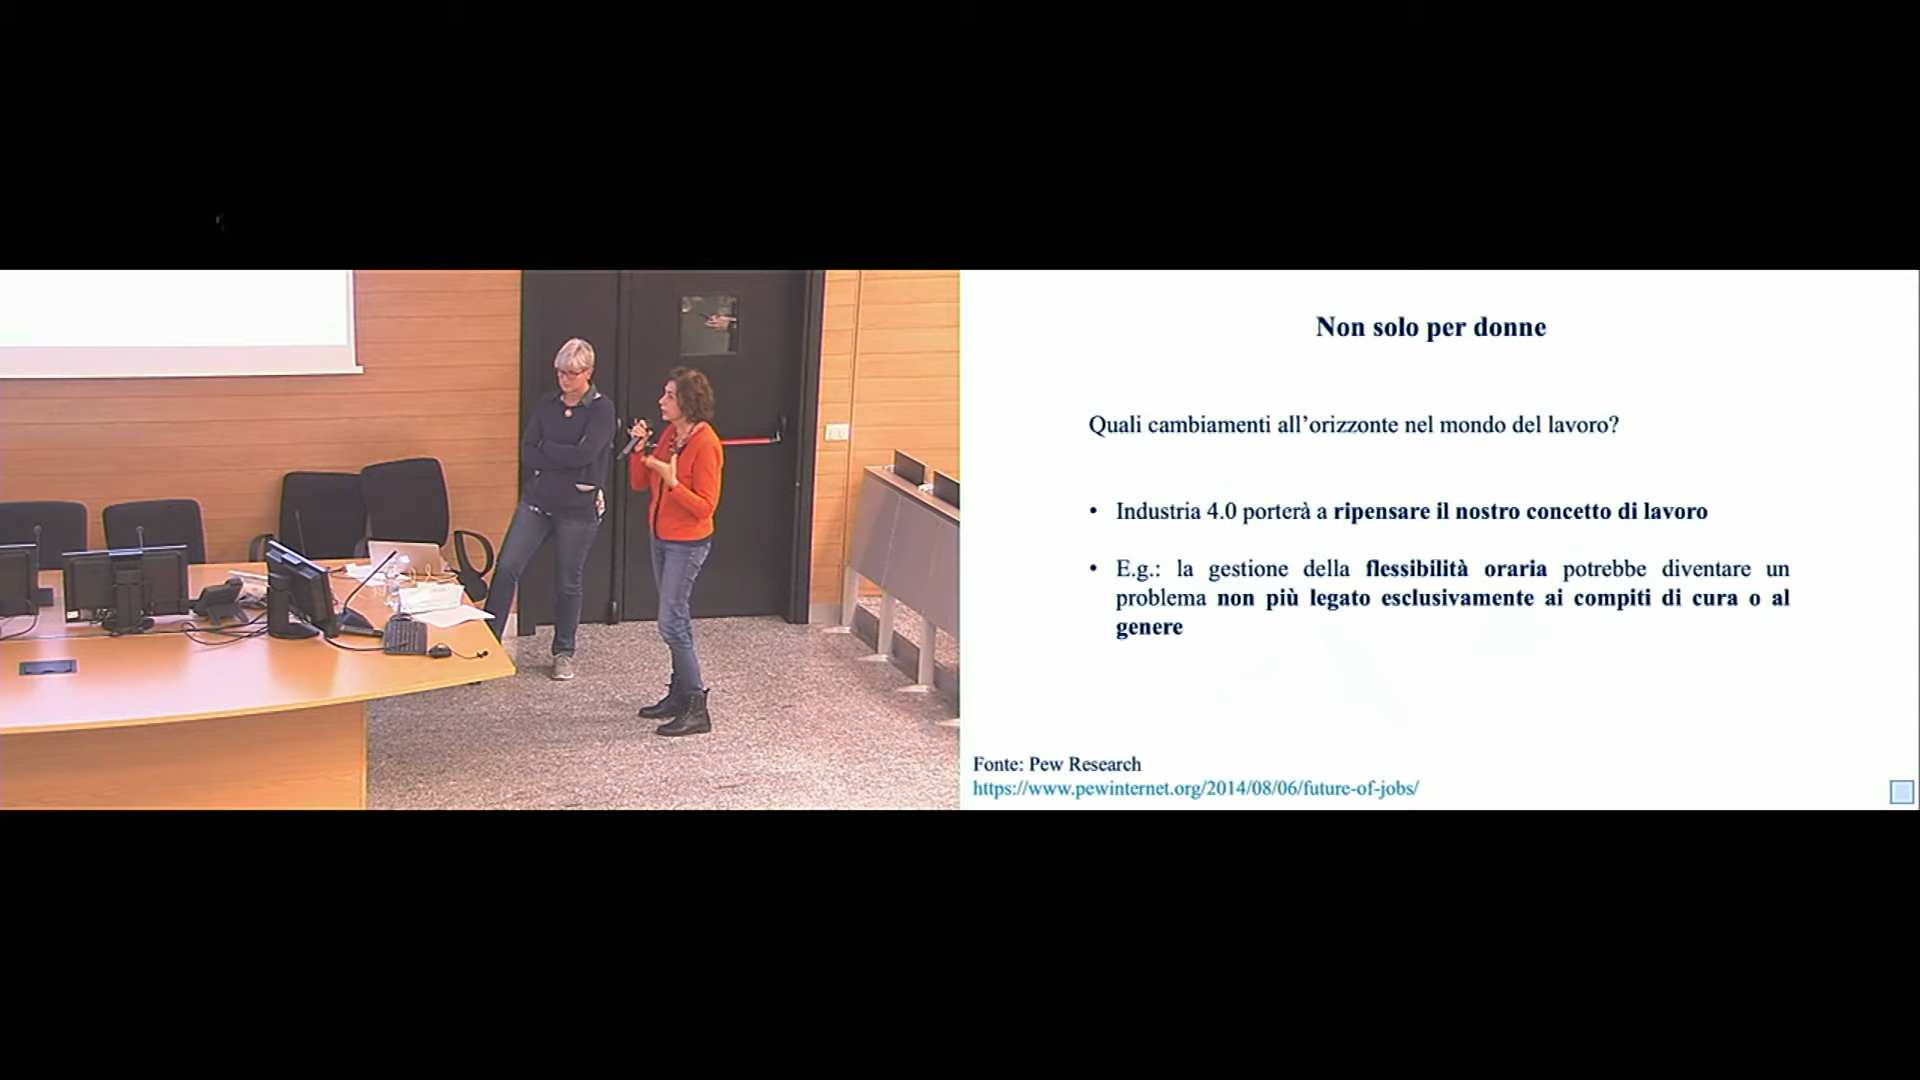 Non solo per donne
Quali cambiamenti all’orizzonte nel mondo del lavoro?
• Industria 4.0 porterà a ripensare il nostro concetto di lavoro
• E.g.: la gestione della flessibilità oraria potrebbe diventare un
problema non più legato esclusivamente ai compiti di cura o al
genere
Fonte: Pew Research
https://www.pewinternet.org/2014/08/06/future-of-jobs/